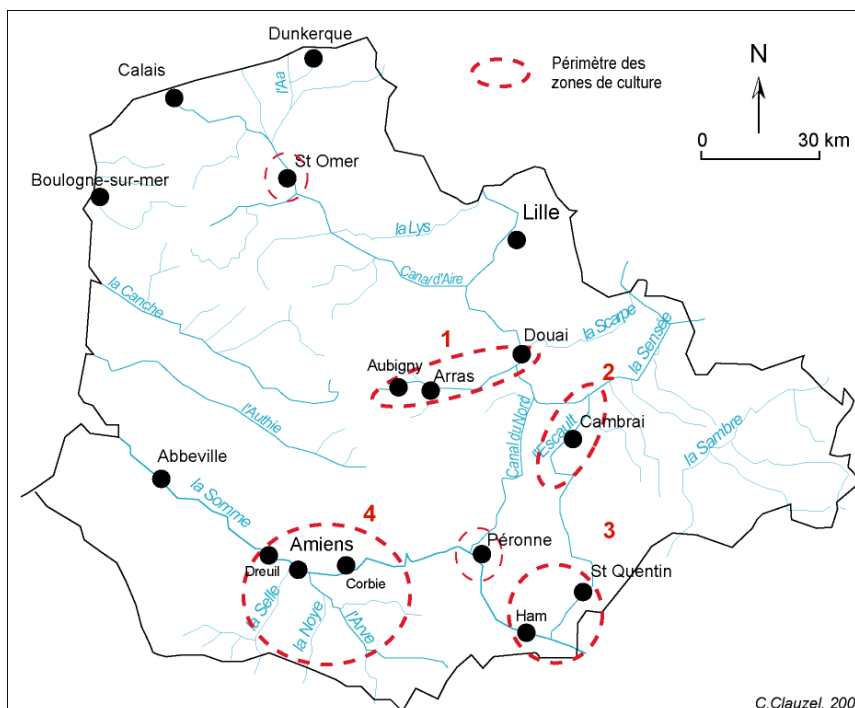 Dunkerque
Calais
l'Aa
Périmètre des
zones de culture
N
0 30 km
St Omer
Boulogne-sur-mer
la Lys
Lille
Canal d'Aire
la Canche
la Scarpe
la Sensée
1
Douai
Aubigny
Arras
2
l'Authie
Canal du Nord
l'Escault
Cambrai
la Sambre
Abbeville
la Somme
4
3
Amiens
Péronne
Dreuil
Corbie
St Quentin
la Selle
la Noye
l'Arve
Ham
C.Clauzel, 200